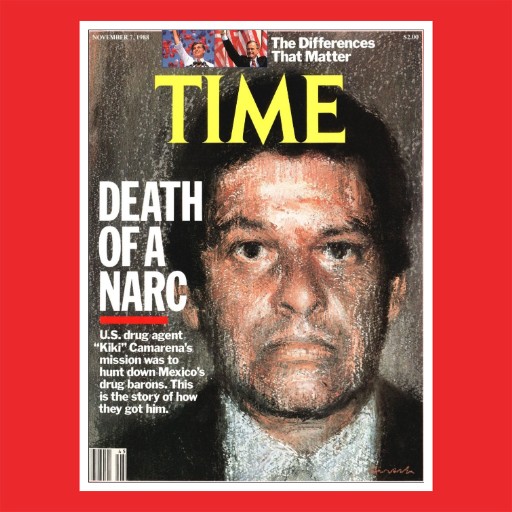 NOVEMBER 7, 1988
$2.00
The Differences
That Matter
TIME
DEATH
OF A
NARC
U.S. drug agent
"Kiki" Camarena's
mission was to
hunt down Mexico's
drug barons. This
is the story of how
they got him.